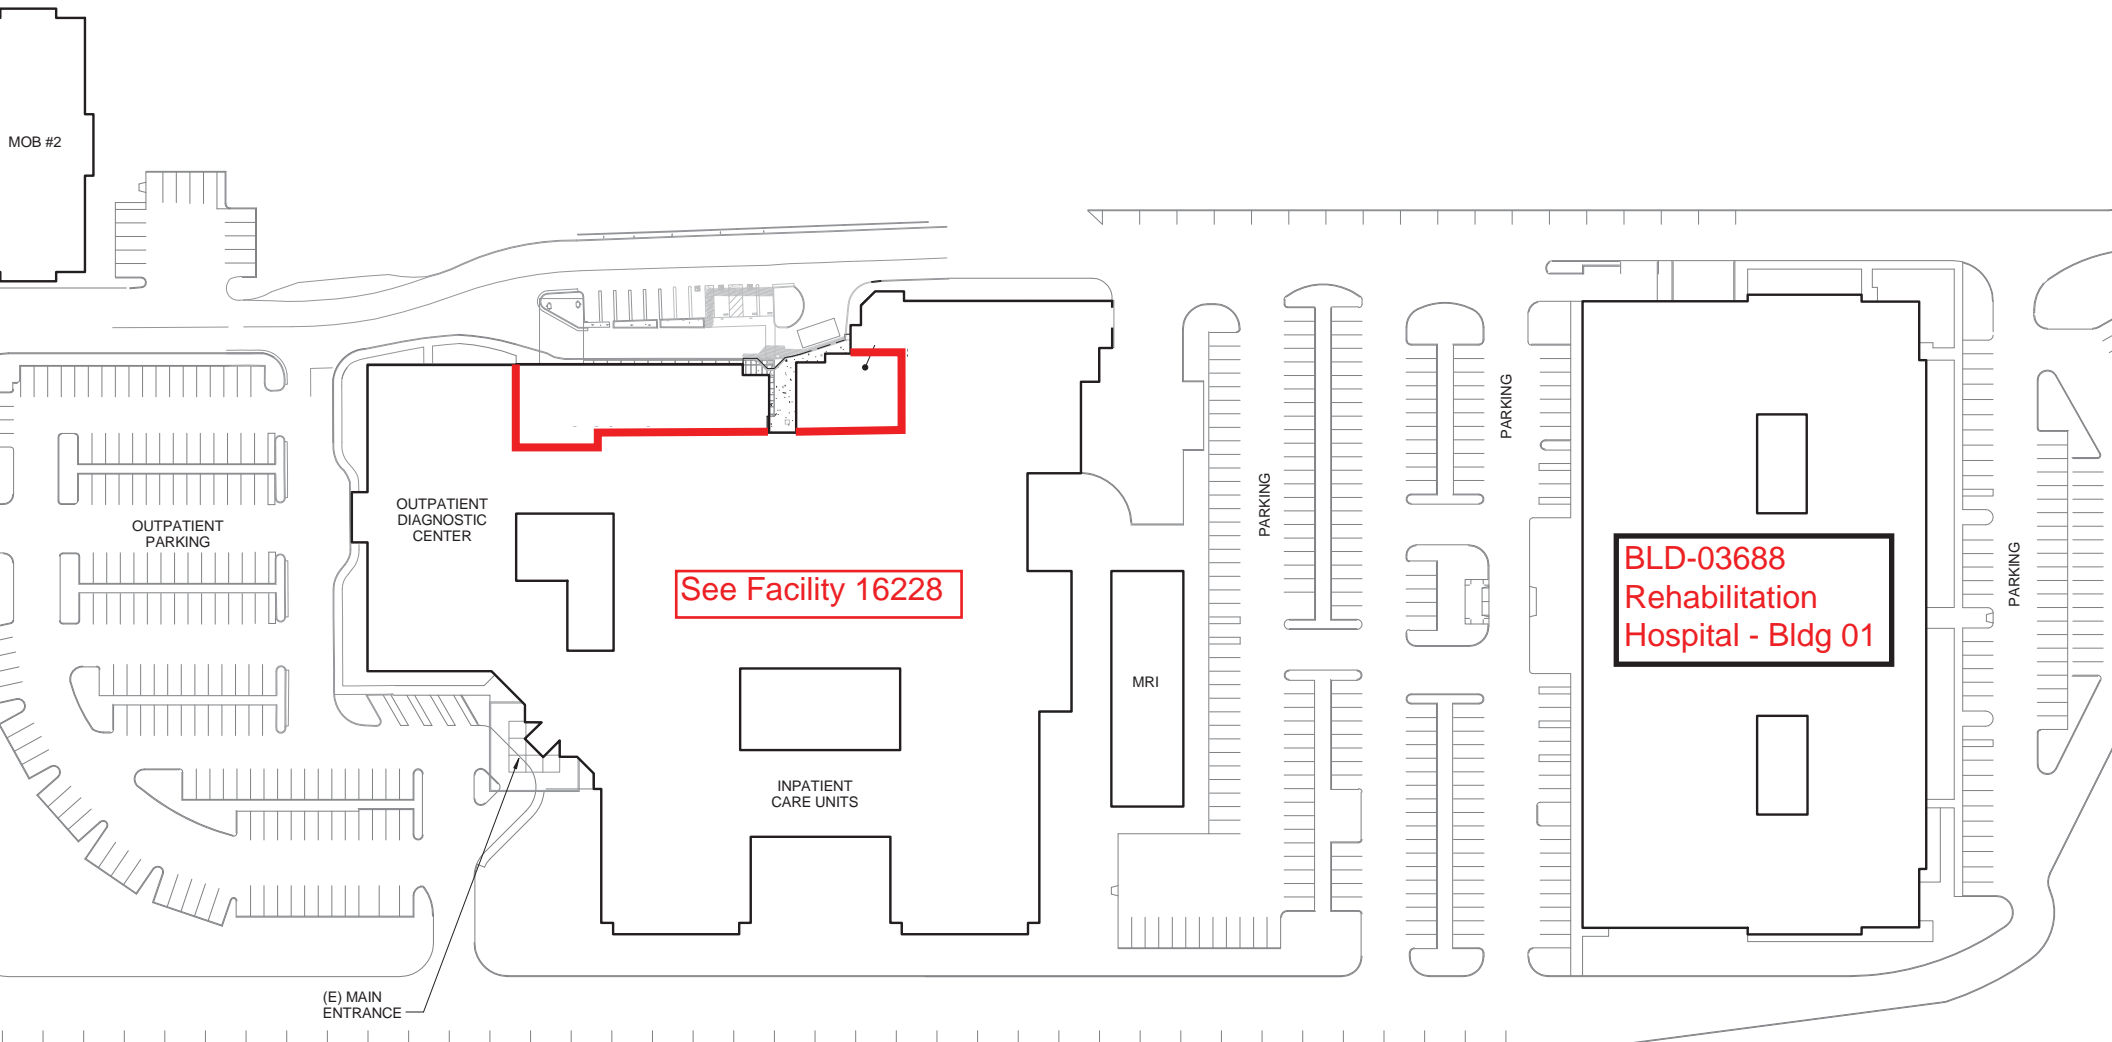 MOB #2
PARKING
PARKING
OUTPATIENT
DIAGNOSTIC
CENTER
OUTPATIENT
PARKING
See Facility 16228
BLD-03688
Rehabilitation
Hospital - Bldg 01
PARKING
MRI
INPATIENT
CARE UNITS
(E) MAIN
ENTRANCE